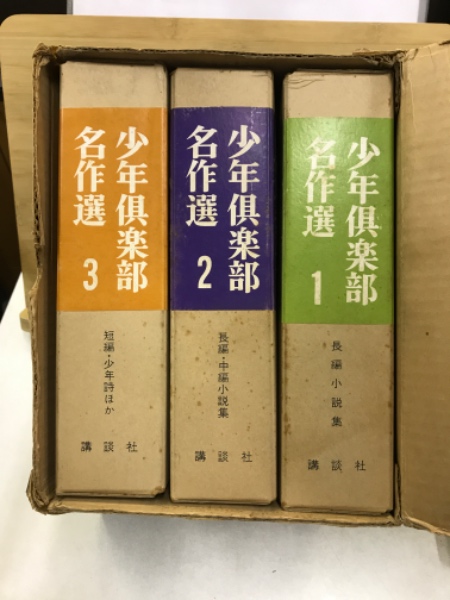 少年倶楽部
名作選
1
長編小説集
講談社
少年倶楽部
名作選
2
長編・中編小説集
講談社
少年倶楽部
名作選
3
短編・少年詩ほか
講談社